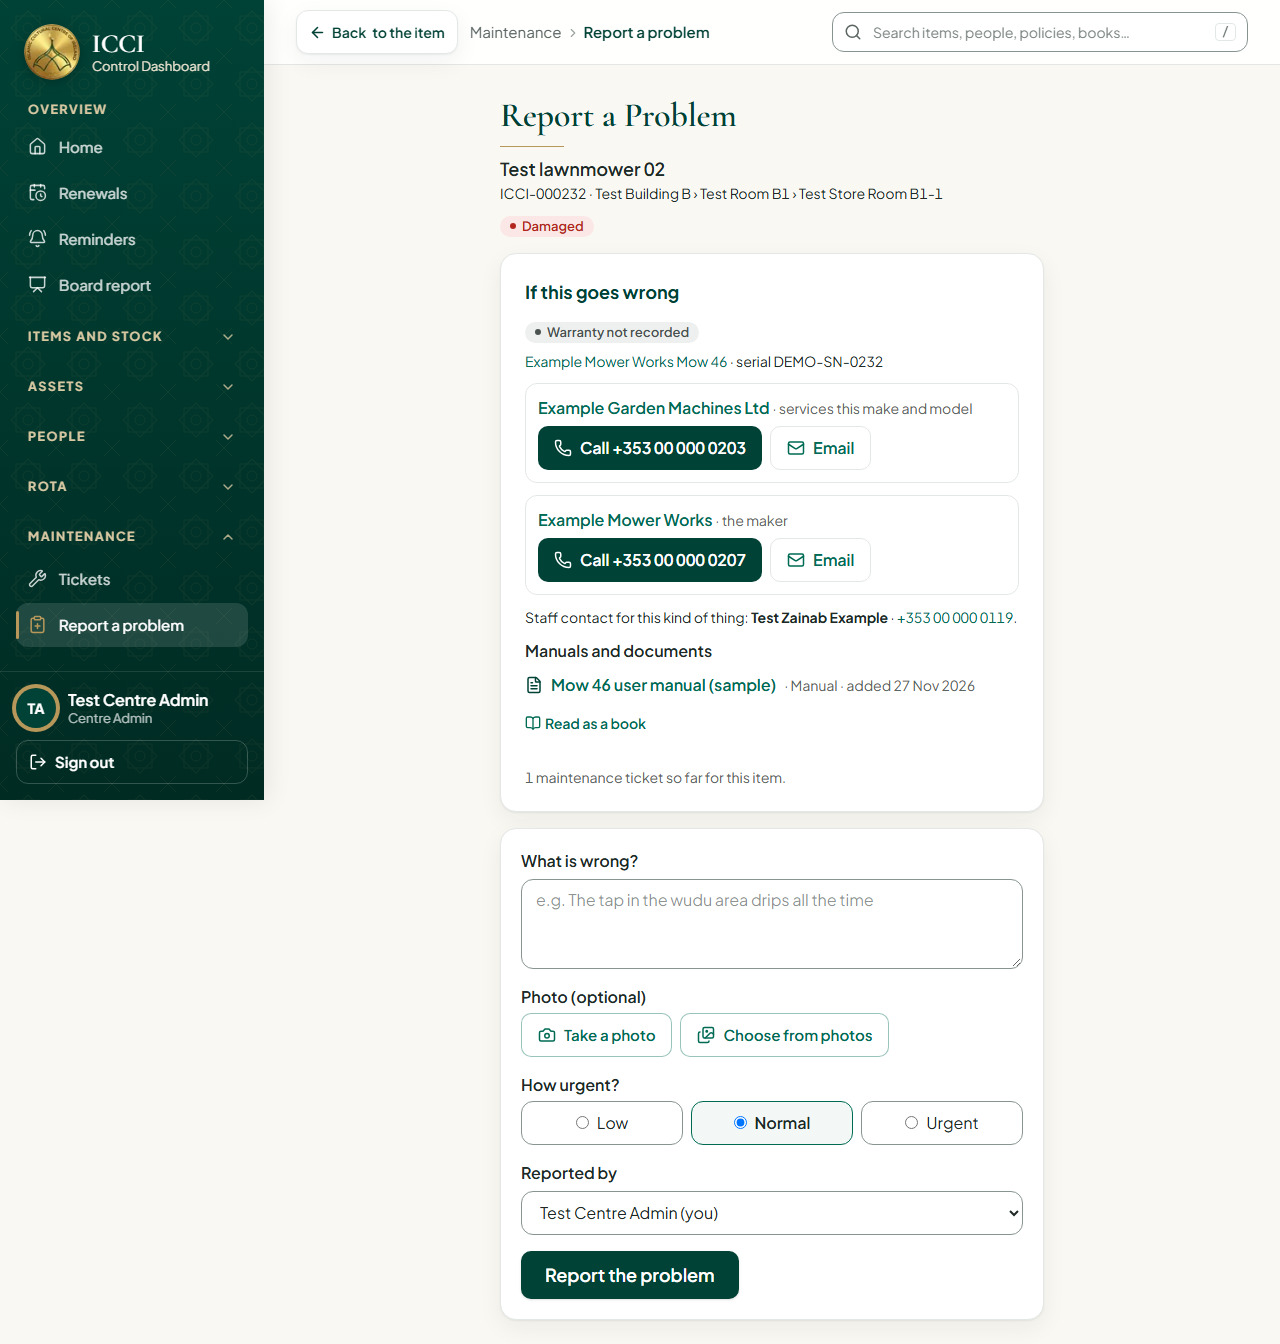 ICCI
Control Dashboard
OVERVIEW
Home
Renewals
Reminders
Board report
ITEMS AND STOCK
ASSETS
PEOPLE
ROTA
MAINTENANCE
Tickets
Report a problem
TA
Test Centre Admin
Centre Admin
Sign out
Back to the item
Maintenance › Report a problem
Search items, people, policies, books… /
Report a Problem
Test lawnmower 02
ICCI-000232 · Test Building B › Test Room B1 › Test Store Room B1-1
Damaged
If this goes wrong
Warranty not recorded
Example Mower Works Mow 46 · serial DEMO-SN-0232
Example Garden Machines Ltd · services this make and model
Call +353 00 000 0203
Email
Example Mower Works · the maker
Call +353 00 000 0207
Email
Staff contact for this kind of thing: Test Zainab Example · +353 00 000 0119.
Manuals and documents
Mow 46 user manual (sample) · Manual · added 27 Nov 2026
Read as a book
1 maintenance ticket so far for this item.
What is wrong?
e.g. The tap in the wudu area drips all the time
Photo (optional)
Take a photo
Choose from photos
How urgent?
Low
Normal
Urgent
Reported by
Test Centre Admin (you)
Report the problem